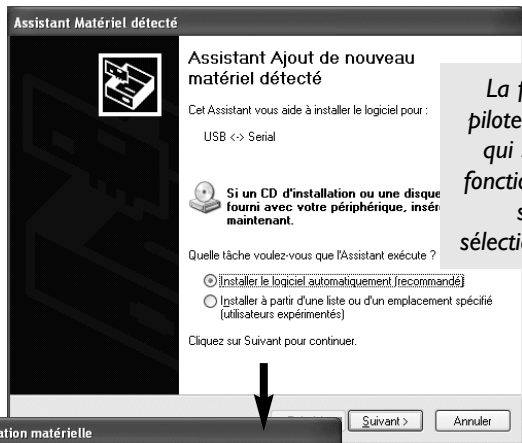 Assistant Matériel détecté
Assistant Ajout de nouveau
matériel détecté
Cet Assistant vous aide à installer le logiciel pour :
USB <-> Serial
Si un CD d'installation ou une disque
fourni avec votre périphérique, insére
maintenant.
Quelle tâche voulez-vous que l'Assistant exécute ?
Installer le logiciel automatiquement (recommandé)
Installer à partir d'une liste ou d'un emplacement spécifié
(utilisateurs expérimentés)
Cliquez sur Suivant pour continuer.
Suivant >
Annuler
La f
pilote
qui
fonctio
s
sélectio
ation matérielle